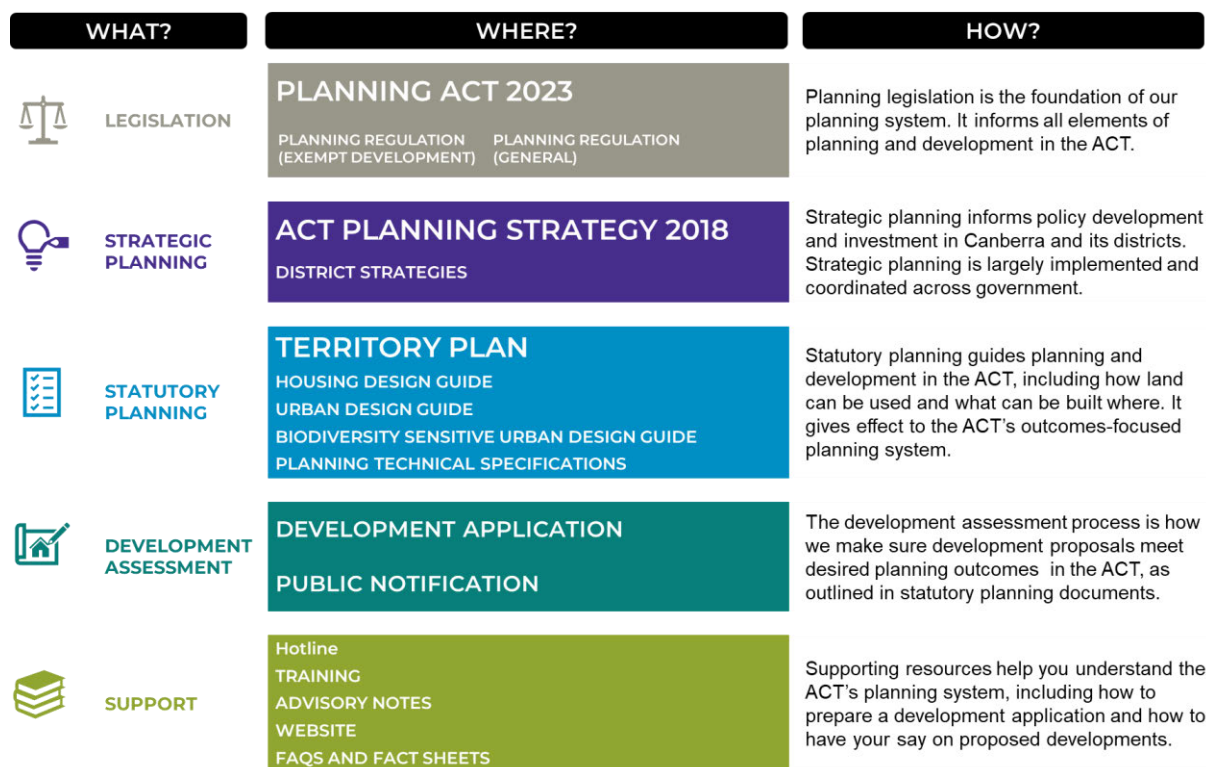 WHAT?
WHERE?
HOW?
LEGISLATION
PLANNING ACT 2023
PLANNING REGULATION
(EXEMPT DEVELOPMENT)
PLANNING REGULATION
(GENERAL)
Planning legislation is the foundation of our
planning system. It informs all elements of
planning and development in the ACT.
STRATEGIC
PLANNING
ACT PLANNING STRATEGY 2018
DISTRICT STRATEGIES
Strategic planning informs policy development
and investment in Canberra and its districts.
Strategic planning is largely implemented and
coordinated across government.
STATUTORY
PLANNING
TERRITORY PLAN
HOUSING DESIGN GUIDE
URBAN DESIGN GUIDE
BIODIVERSITY SENSITIVE URBAN DESIGN GUIDE
PLANNING TECHNICAL SPECIFICATIONS
Statutory planning guides planning and
development in the ACT, including how land
can be used and what can be built where. It
gives effect to the ACT's outcomes-focused
planning system.
DEVELOPMENT
ASSESSMENT
DEVELOPMENT APPLICATION
PUBLIC NOTIFICATION
The development assessment process is how
we make sure development proposals meet
desired planning outcomes in the ACT, as
outlined in statutory planning documents.
SUPPORT
Hotline
TRAINING
ADVISORY NOTES
WEBSITE
FAQS AND FACT SHEETS
Supporting resources help you understand the
ACT's planning system, including how to
prepare a development application and how to
have your say on proposed developments.